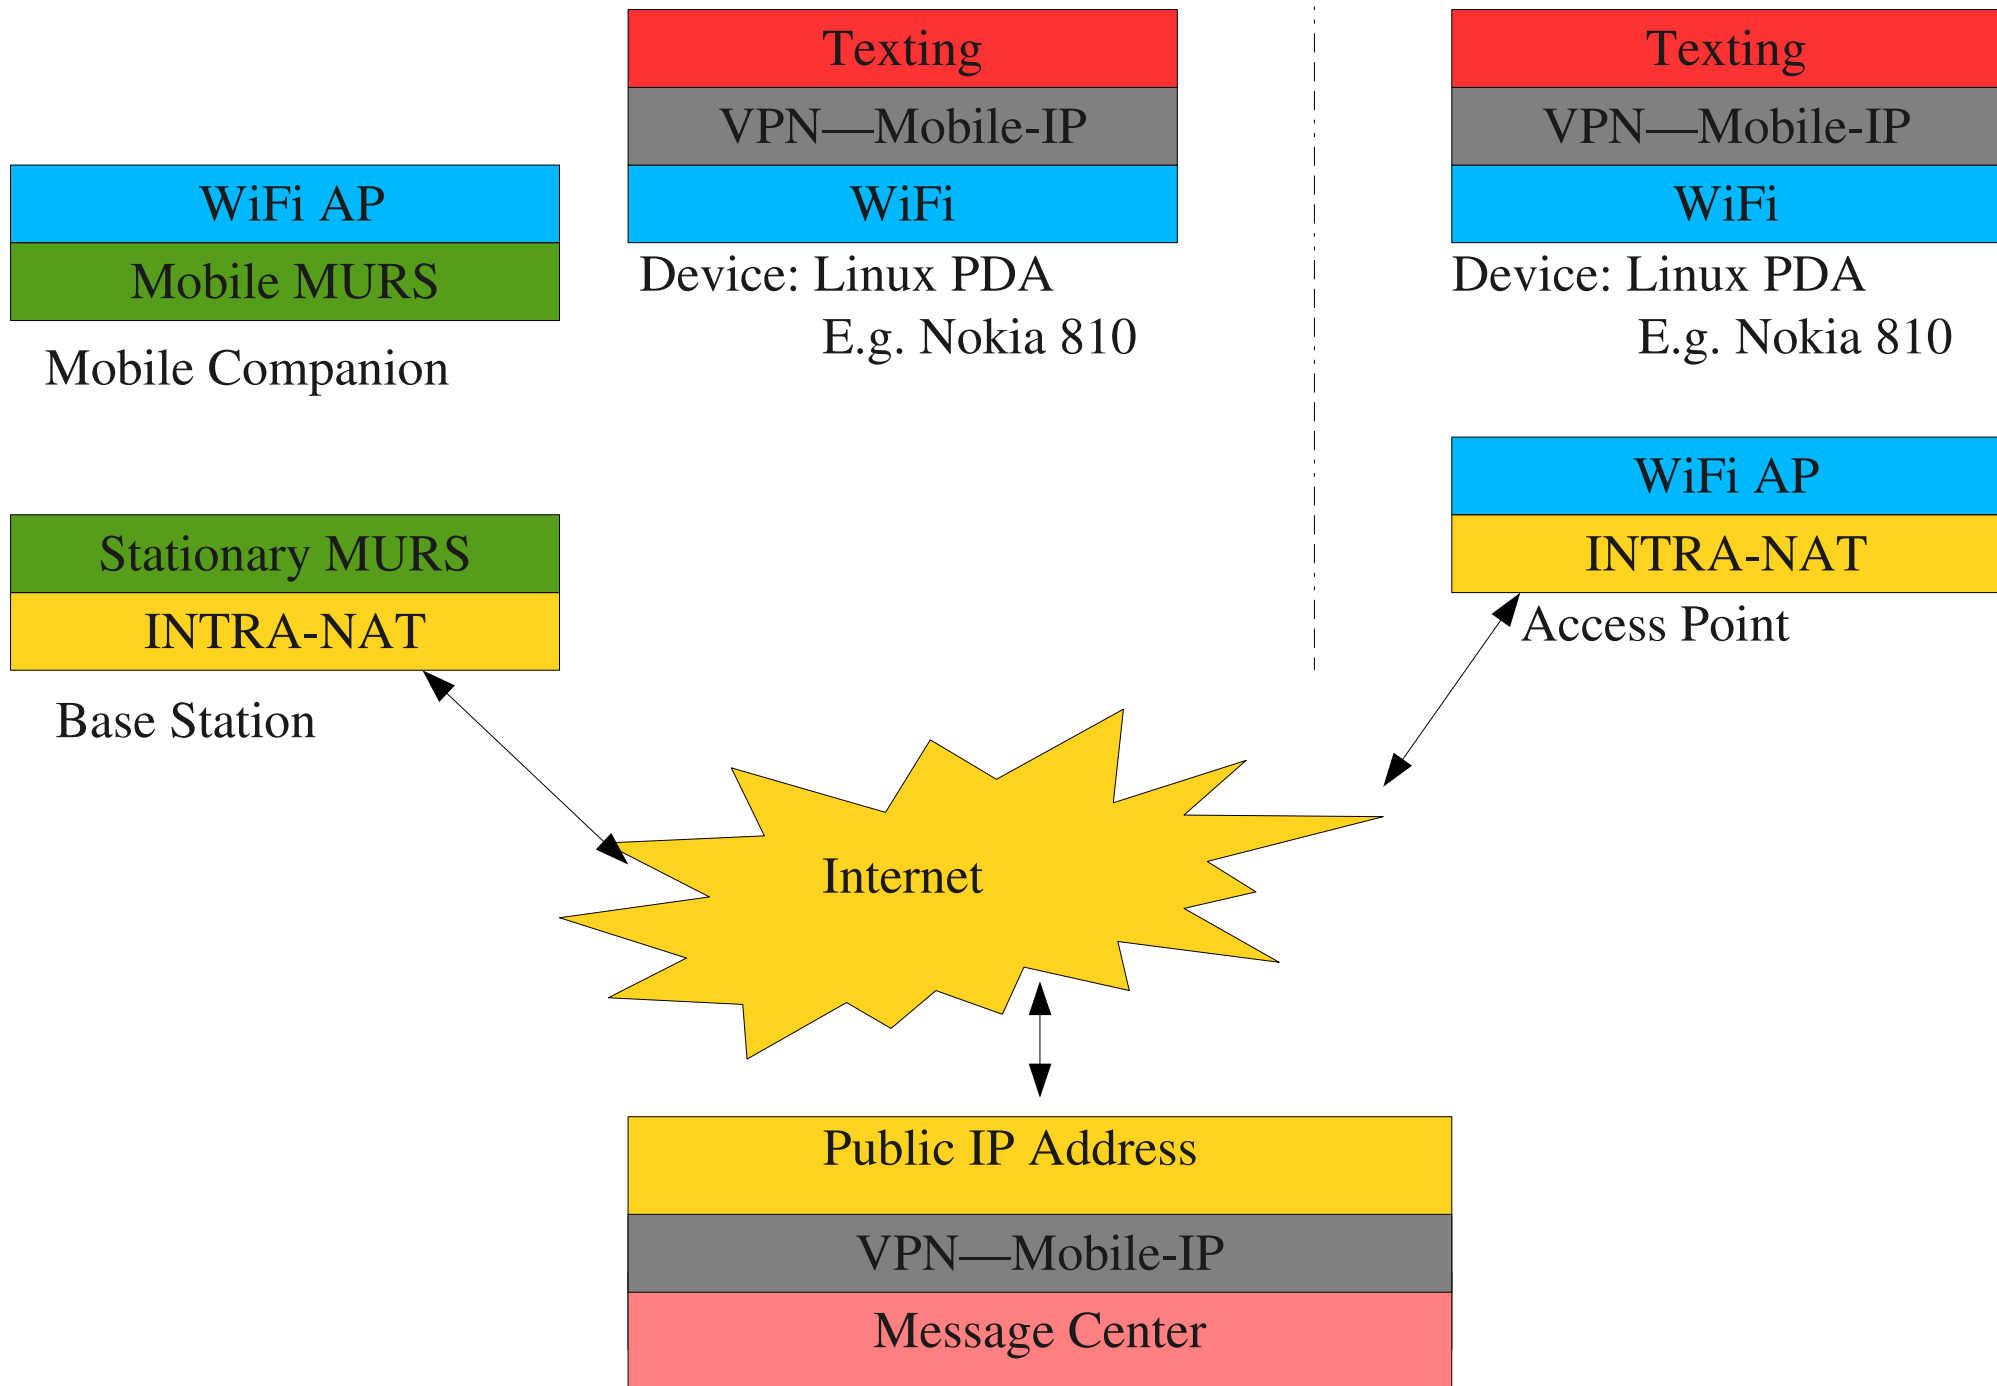 Texting
VPN—Mobile-IP
WiFi
Device: Linux PDA
E.g. Nokia 810
Texting
VPN—Mobile-IP
WiFi
Device: Linux PDA
E.g. Nokia 810
WiFi AP
Mobile MURS
Mobile Companion
Stationary MURS
INTRA-NAT
Base Station
WiFi AP
INTRA-NAT
Access Point
Internet
Public IP Address
VPN—Mobile-IP
Message Center